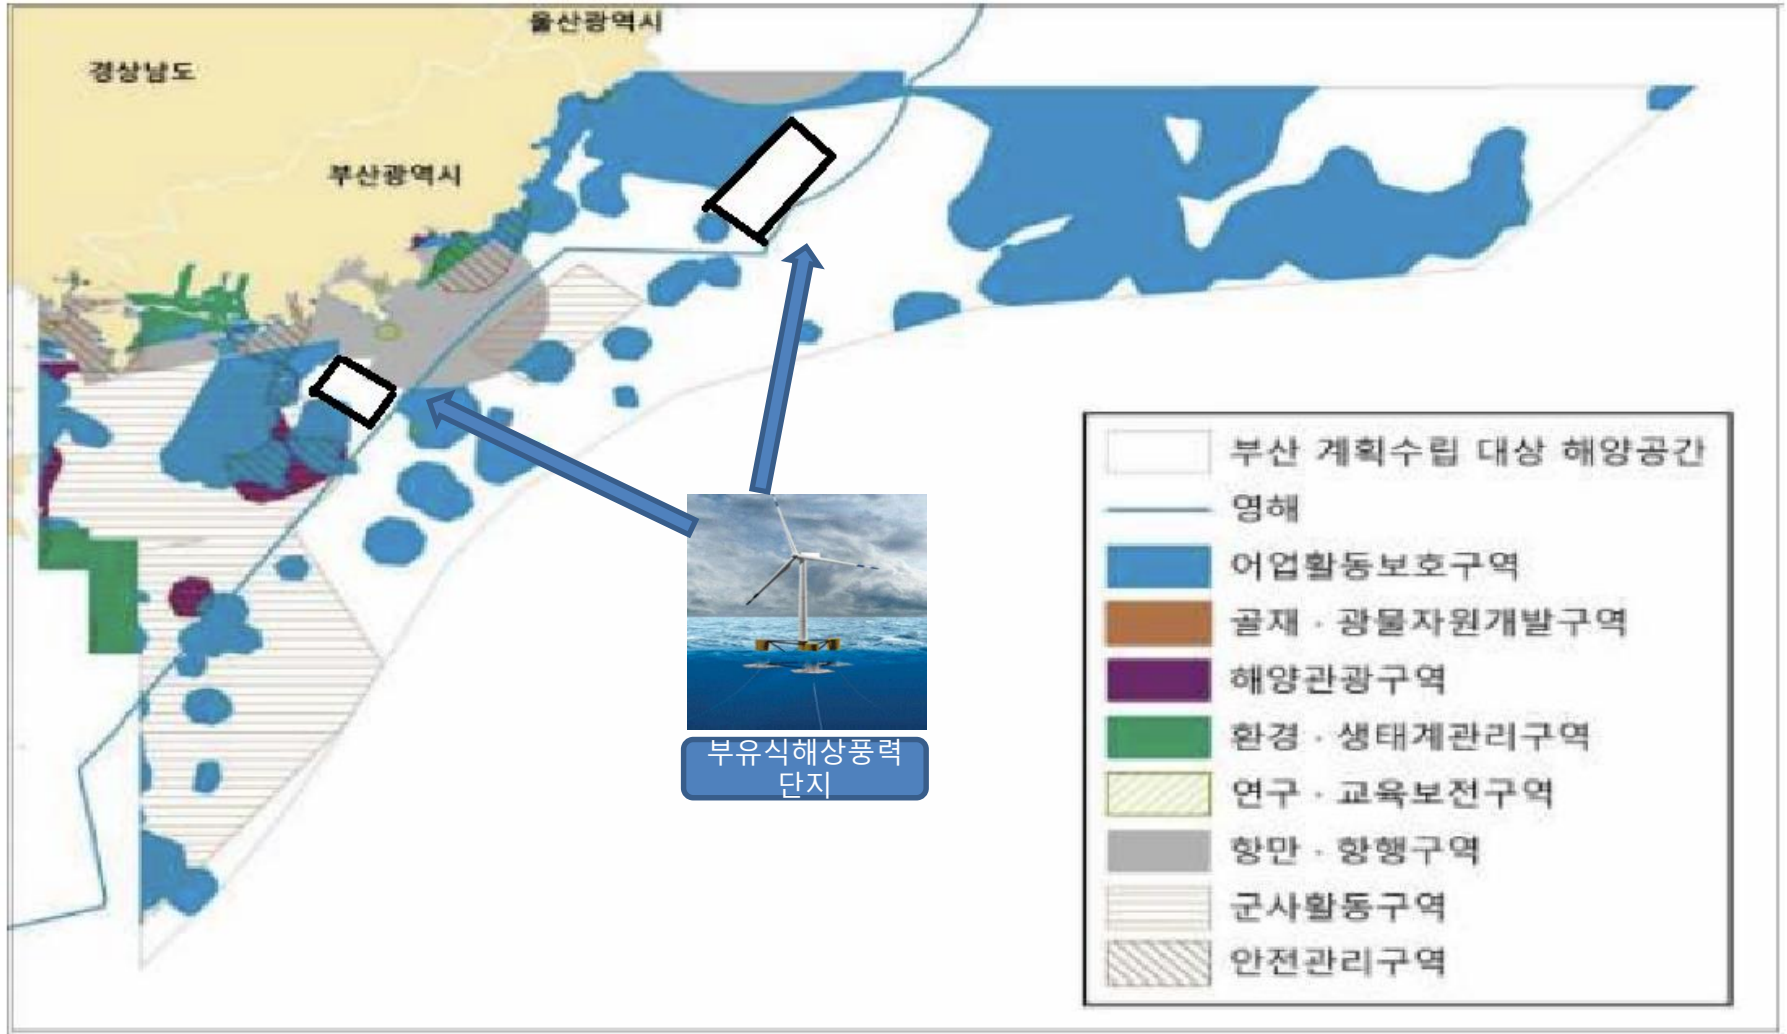 울산광역시
경상남도
부산광역시
부산 계획수립 대상 해양공간
영해
어업활동보호구역
골재 · 광물자원개발구역
해양관광구역
환경 · 생태계관리구역
연구 · 교육보전구역
항만 · 항행구역
군사활동구역
안전관리구역
부유식해상풍력
단지